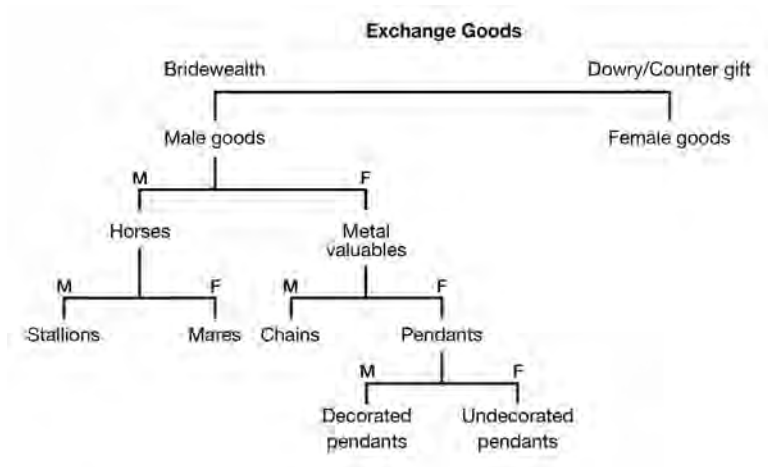 Exchange Goods
Bridewealth Dowry/Counter gift
Male goods Female goods
M F
Horses Metal
valuables
M F M F
Stallions Mares Chains Pendants
M F
Decorated Undecorated
pendants pendants